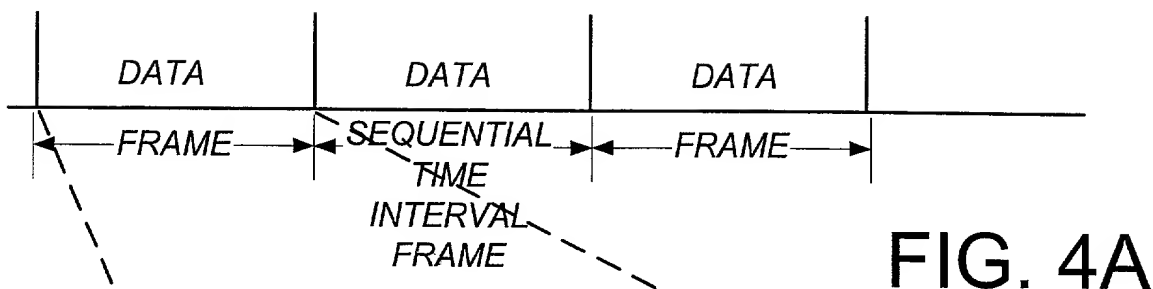 DATA DATA DATA
FRAME SEQUENTIAL FRAME
TIME
INTERVAL
FRAME
FIG. 4A